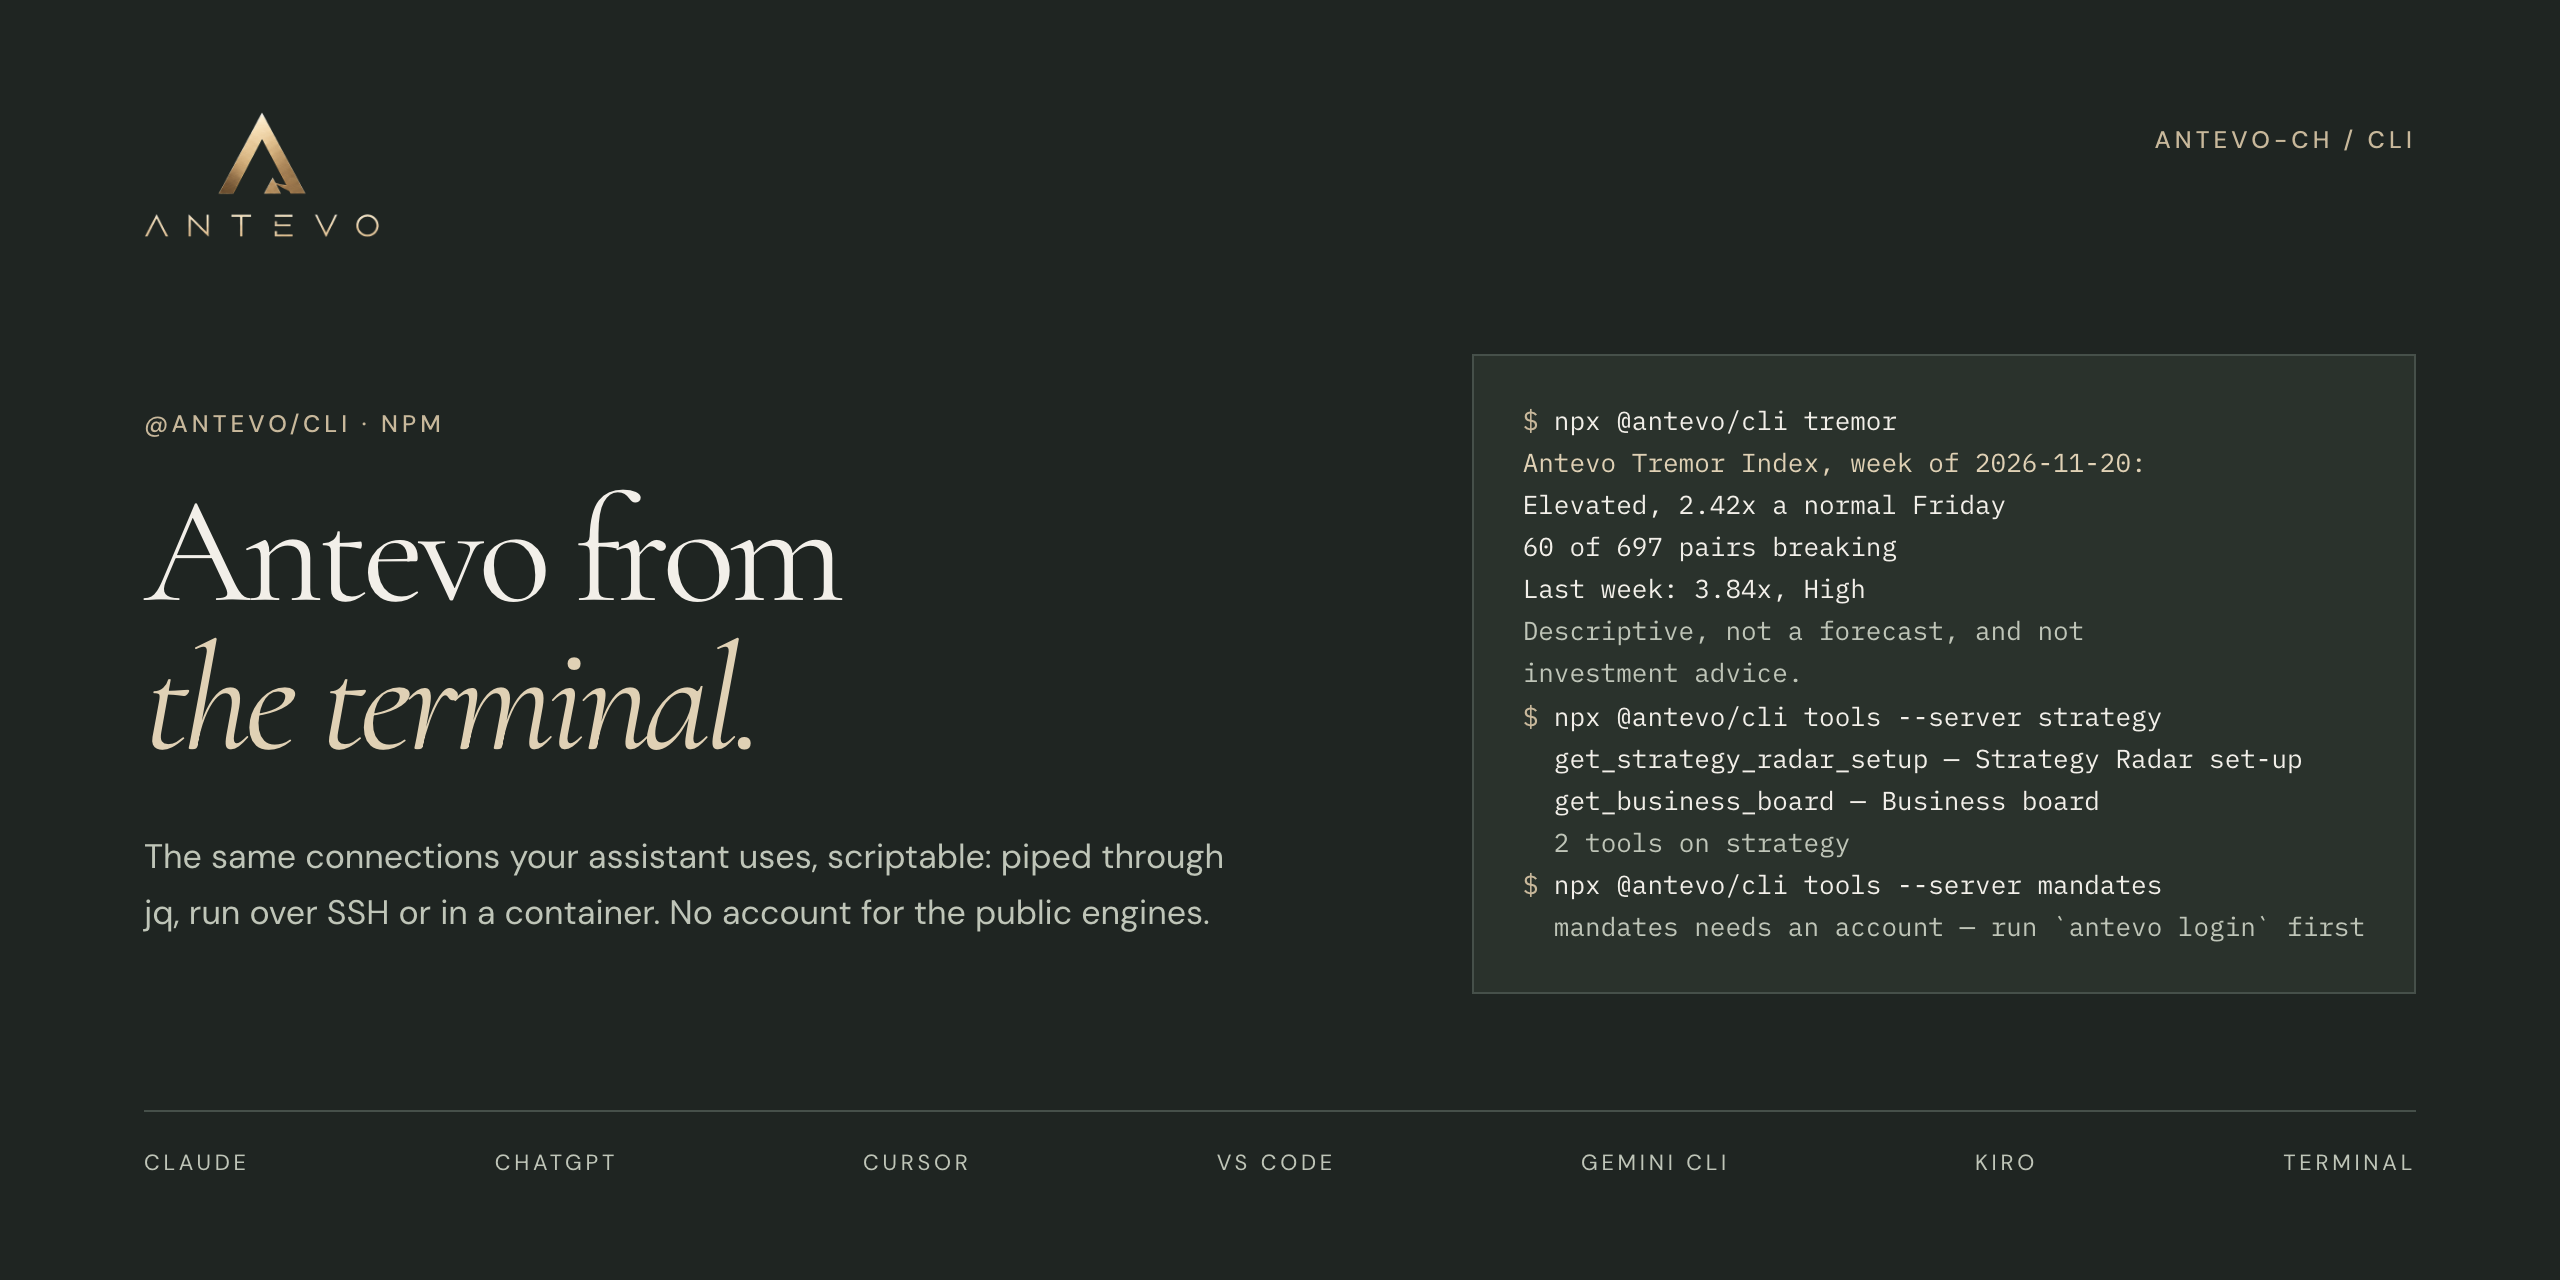 ANTEVO
ANTEVO-CH / CLI
@ANTEVO/CLI · NPM
Antevo from
the terminal.
The same connections your assistant uses, scriptable: piped through
jq, run over SSH or in a container. No account for the public engines.
$ npx @antevo/cli tremor
Antevo Tremor Index, week of 2026-11-20:
Elevated, 2.42x a normal Friday
60 of 697 pairs breaking
Last week: 3.84x, High
Descriptive, not a forecast, and not
investment advice.
$ npx @antevo/cli tools --server strategy
get_strategy_radar_setup — Strategy Radar set-up
get_business_board — Business board
2 tools on strategy
$ npx @antevo/cli tools --server mandates
mandates needs an account — run `antevo login` first
CLAUDE
CHATGPT
CURSOR
VS CODE
GEMINI CLI
KIRO
TERMINAL